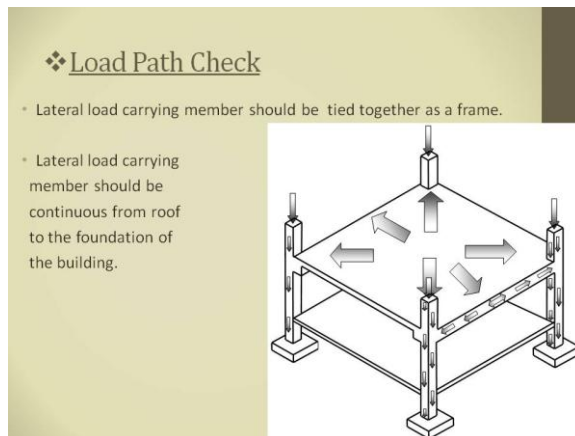 Load Path Check
• Lateral load carrying member should be tied together as a frame.
• Lateral load carrying
member should be
continuous from roof
to the foundation of
the building.